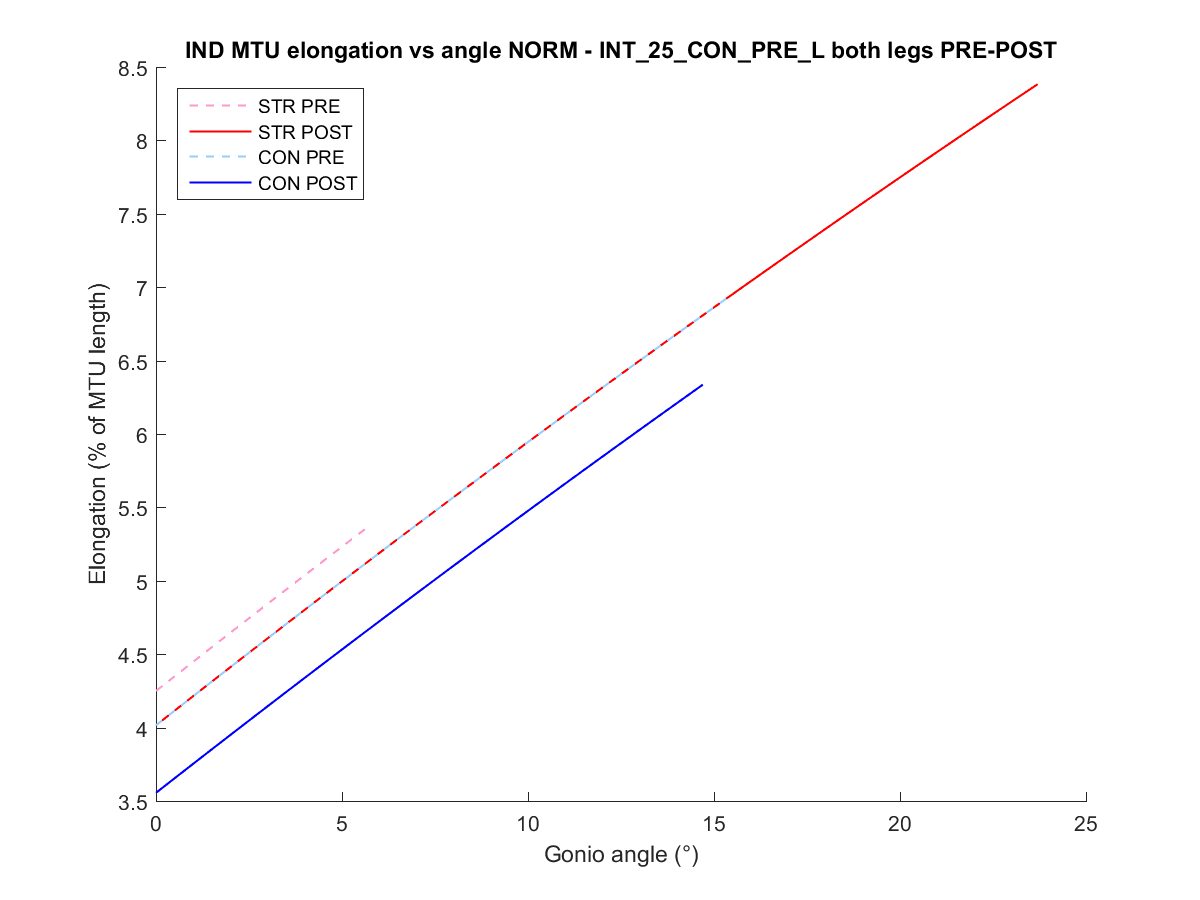 IND MTU elongation vs angle NORM - INT_25_CON_PRE_L both legs PRE-POST
8.5
8
7.5
7
6.5
6
5.5
5
4.5
4
3.5
Elongation (% of MTU length)
STR PRE
STR POST
CON PRE
CON POST
0
5
10
15
20
25
Gonio angle (°)